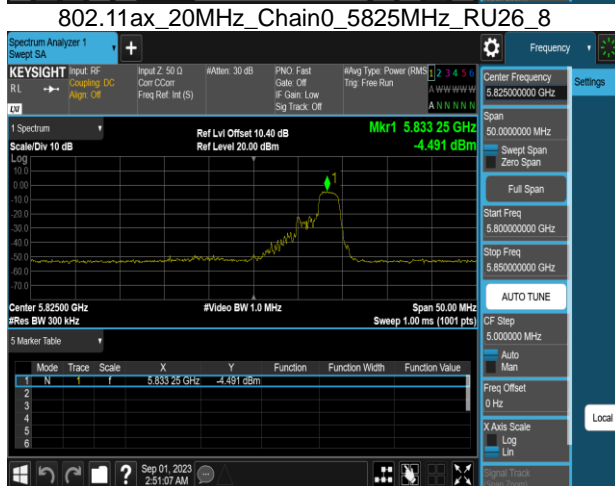 802.11ax_20MHz_Chain0_5825MHz_RU26_8
Spectrum Analyzer 1
Swept SA
Frequency
KEYSIGHT
RL
LXI
Input: RF
Coupling: DC
Align: Off
Input Z: 50 Ω
Corr CCorr
Freq Ref: Int (S)
#Atten: 30 dB
PNO: Fast
Gate: Off
IF Gain: Low
Sig Track: Off
#Avg Type: Power (RMS
Trig: Free Run
1 2 3 4 5 6
A W W W W W
A N N N N N
1 Spectrum
Scale/Div 10 dB
Ref Lvl Offset 10.40 dB
Ref Level 20.00 dBm
Mkr1 5.833 25 GHz
-4.491 dBm
Log
10.0
0.00
-10.0
-20.0
-30.0
-40.0
-50.0
-60.0
-70.0
1
Center 5.82500 GHz
#Res BW 300 kHz
#Video BW 1.0 MHz
Span 50.00 MHz
Sweep 1.00 ms (1001 pts)
5 Marker Table
Mode Trace Scale X Y Function Function Width Function Value
1 N 1 f 5.833 25 GHz -4.491 dBm
2
3
4
5
6
Sep 01, 2023
2:51:07 AM
Center Frequency
5.825000000 GHz
Settings
Span
50.0000000 MHz
Swept Span
Zero Span
Full Span
Start Freq
5.800000000 GHz
Stop Freq
5.850000000 GHz
AUTO TUNE
CF Step
5.000000 MHz
Auto
Man
Freq Offset
0 Hz
Local
X Axis Scale
Log
Lin
Signal Track
(Span Zoom)